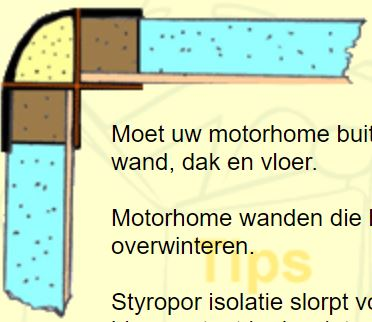 Moet uw motorhome buit
wand, dak en vloer.
Motorhome wanden die
overwinteren.
Tips
Styropor isolatie slorpt vo